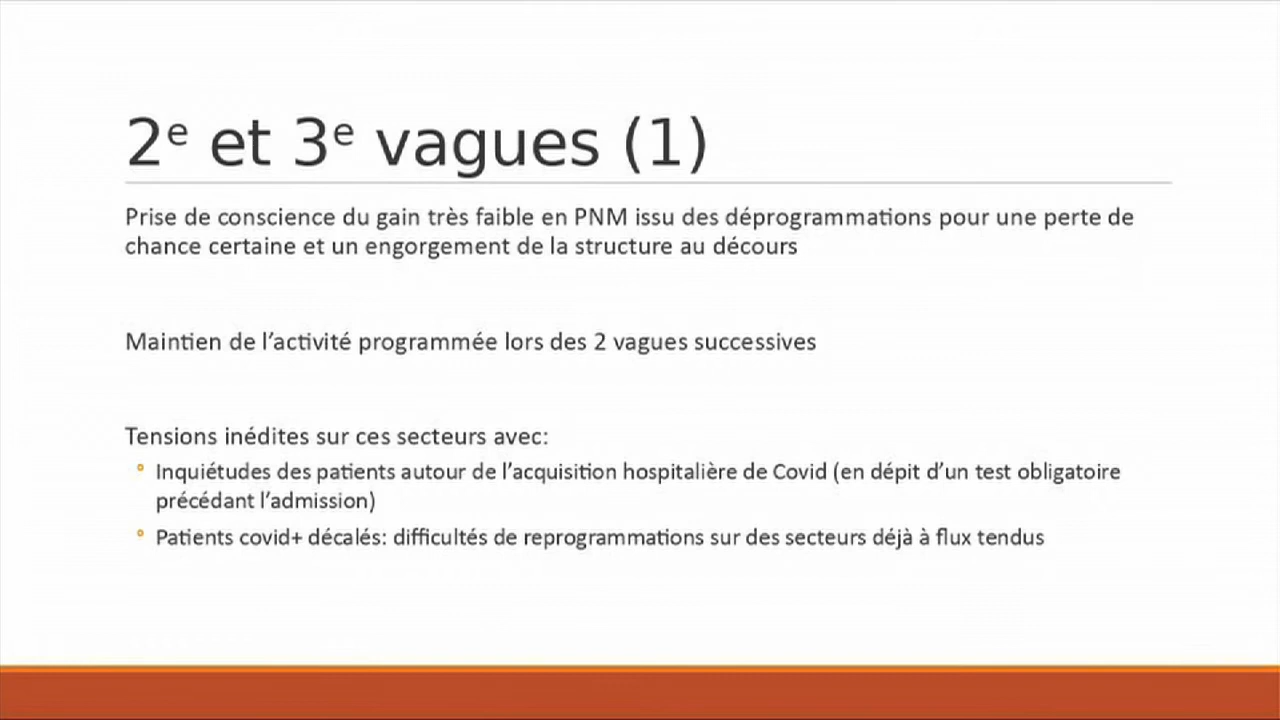 2e et 3e vagues (1)
Prise de conscience du gain très faible en PNM issu des déprogrammations pour une perte de
chance certaine et un engorgement de la structure au décours
Maintien de l’activité programmée lors des 2 vagues successives
Tensions inédites sur ces secteurs avec:
° Inquiétudes des patients autour de l’acquisition hospitalière de Covid (en dépit d’un test obligatoire
précédant l’admission)
° Patients covid+ décalés: difficultés de reprogrammations sur des secteurs déjà à flux tendus